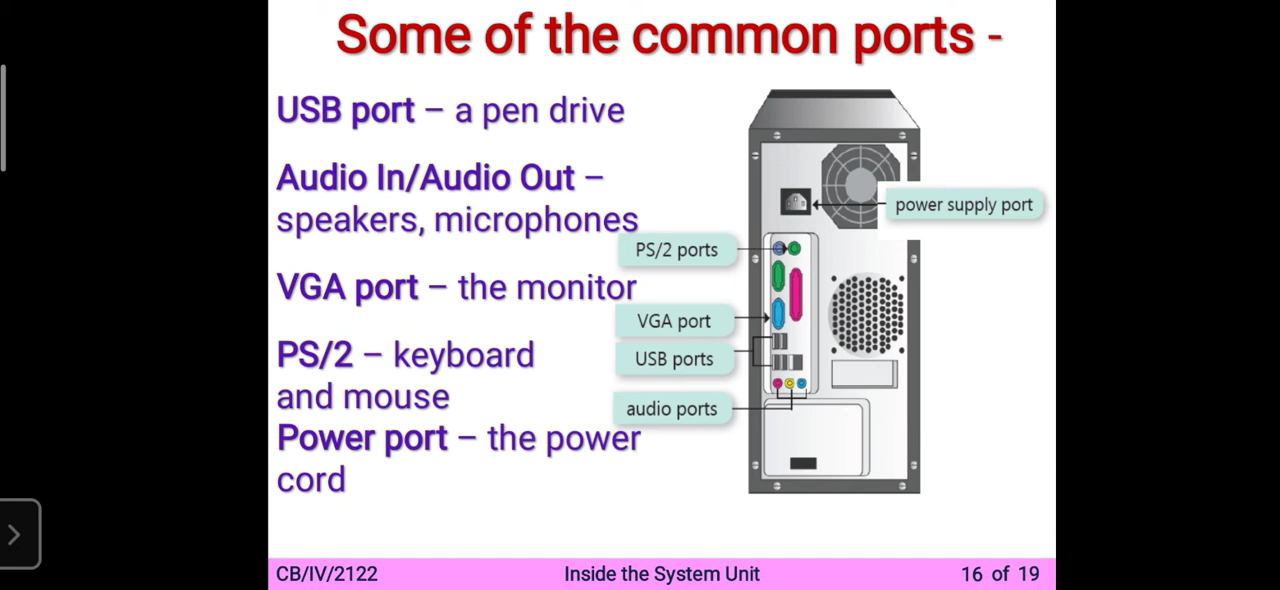 Some of the common ports -
USB port – a pen drive
Audio In/Audio Out –
speakers, microphones
VGA port – the monitor
PS/2 – keyboard
and mouse
Power port – the power
cord
power supply port
PS/2 ports
VGA port
USB ports
audio ports
CB/IV/2122
Inside the System Unit
16 of 19